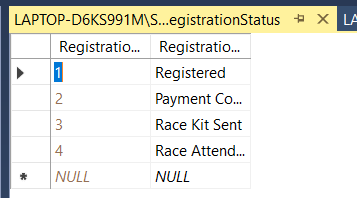 LAPTOP-D6KS991M\S...egistrationStatus
LA
Registratio... Registratio...
1 Registered
2 Payment Co...
3 Race Kit Sent
4 Race Attend...
NULL NULL